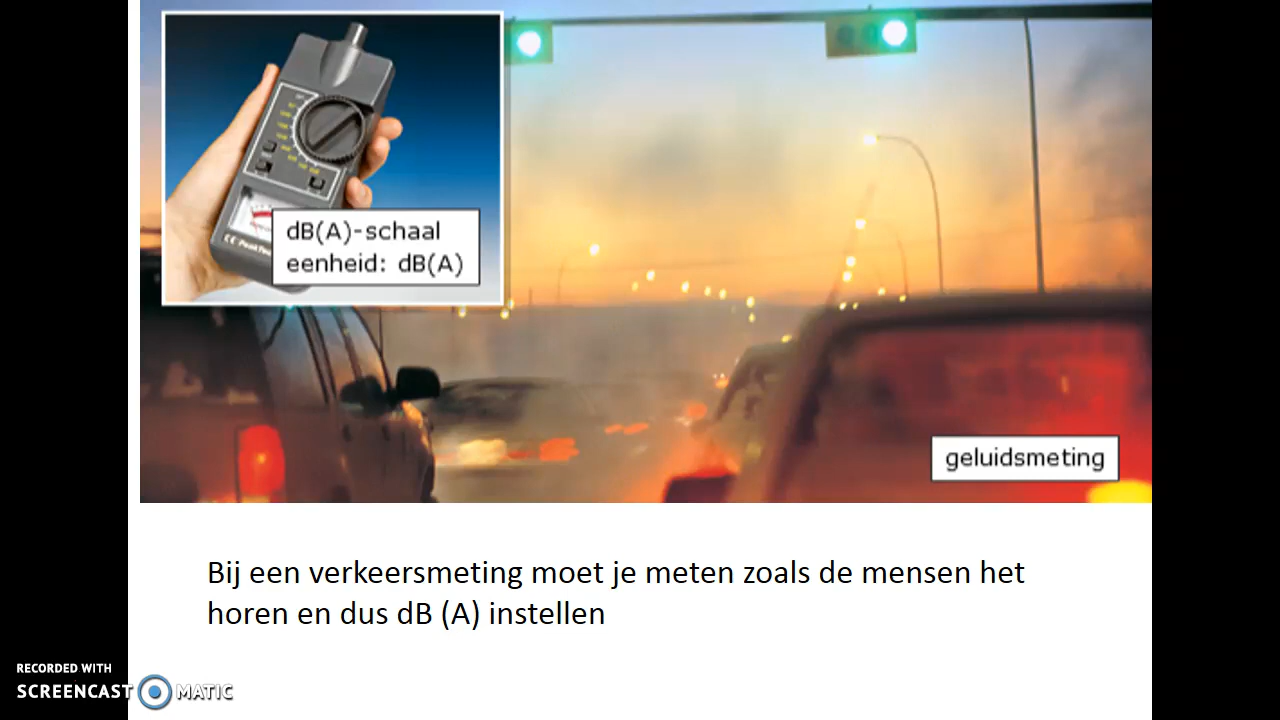 dB(A)-schaal
eenheid: dB(A)
geluidsmeting
Bij een verkeersmeting moet je meten zoals de mensen het
horen en dus dB (A) instellen
RECORDED WITH
SCREENCAST MATIC